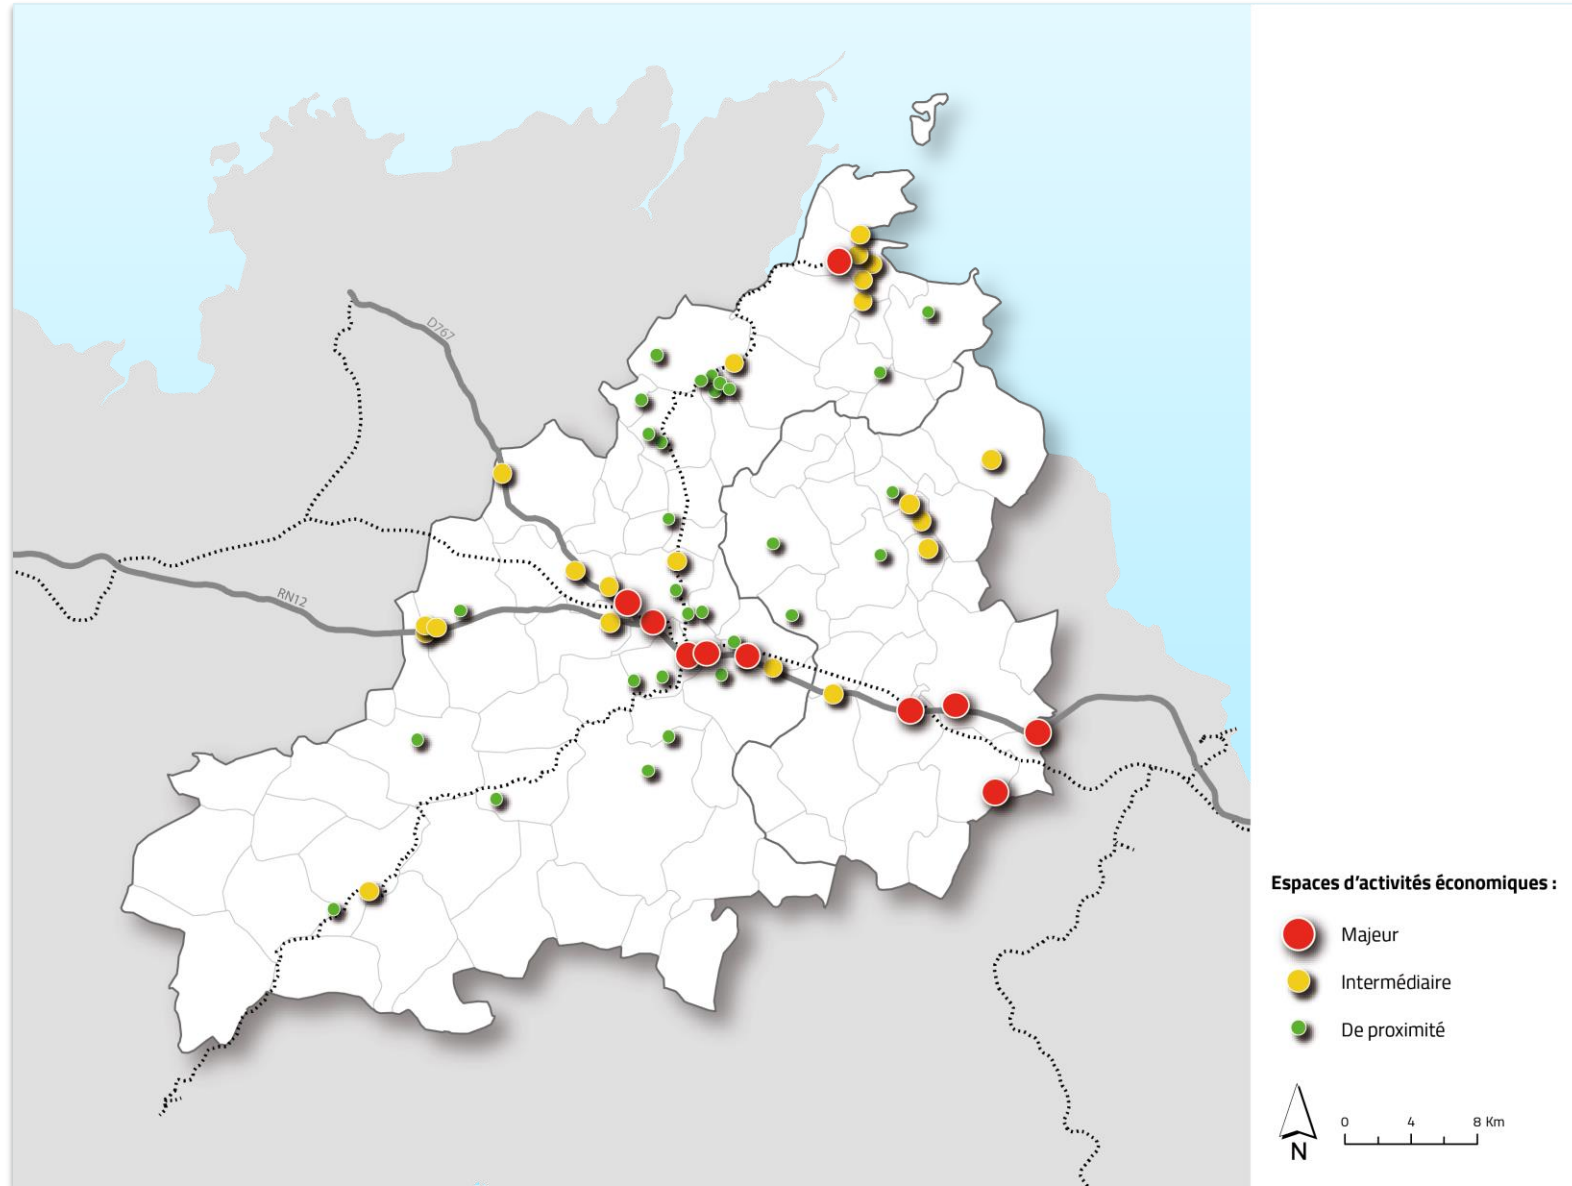 D767
RN12
Espaces d'activités économiques :
Majeur
Intermédiaire
De proximité
0 4 8 Km
N